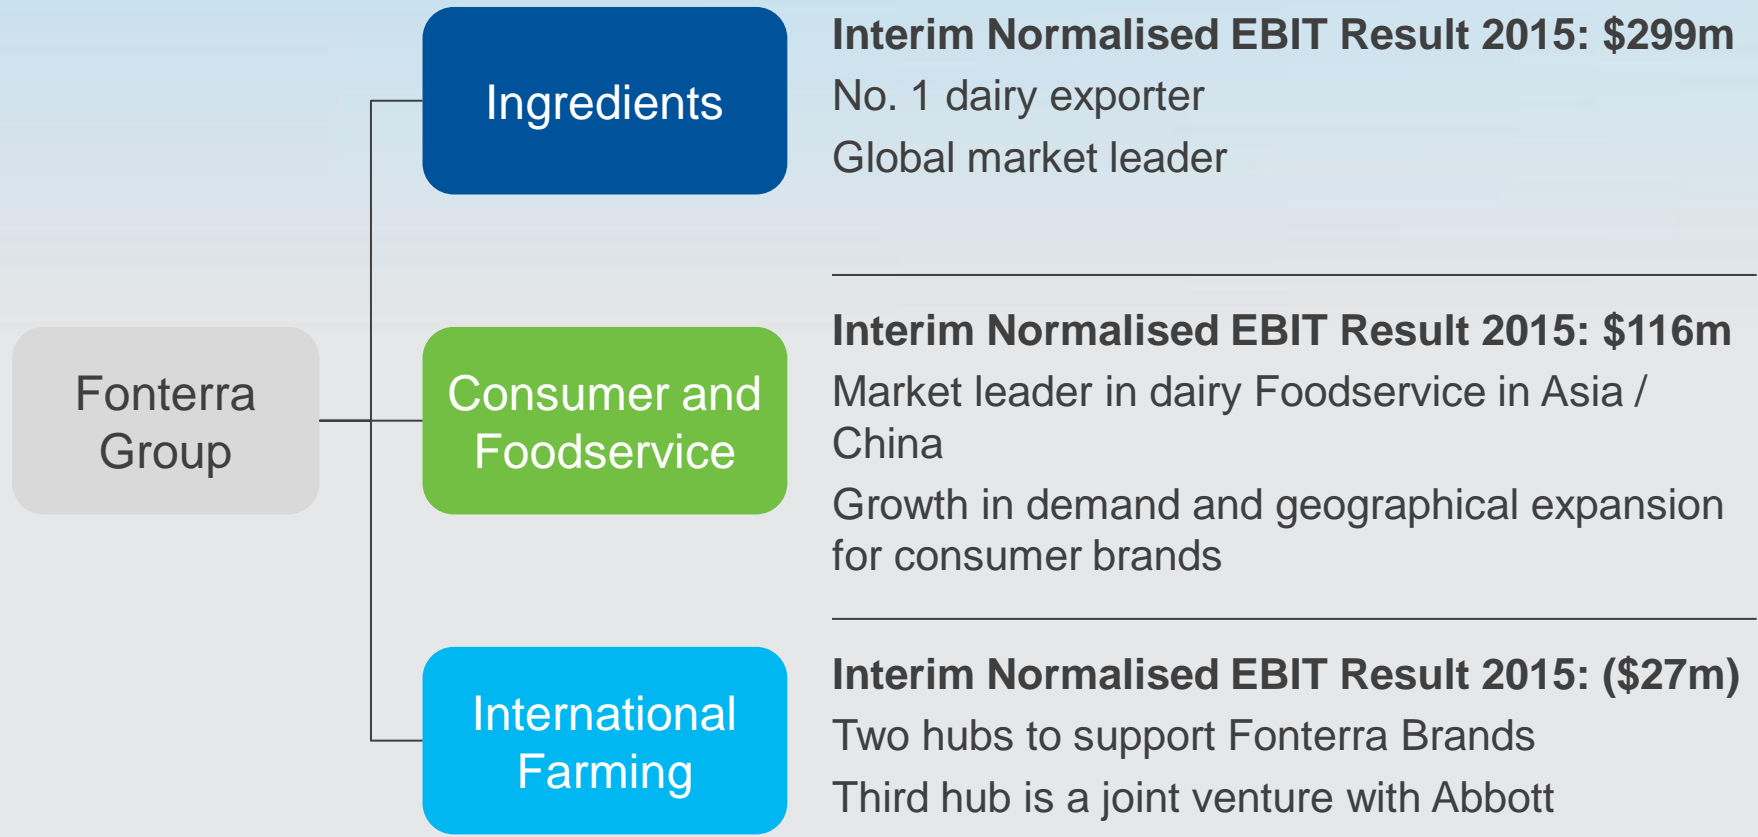 Fonterra
Group
Ingredients
Interim Normalised EBIT Result 2015: $299m
No. 1 dairy exporter
Global market leader
Consumer and
Foodservice
Interim Normalised EBIT Result 2015: $116m
Market leader in dairy Foodservice in Asia /
China
Growth in demand and geographical expansion
for consumer brands
International
Farming
Interim Normalised EBIT Result 2015: ($27m)
Two hubs to support Fonterra Brands
Third hub is a joint venture with Abbott